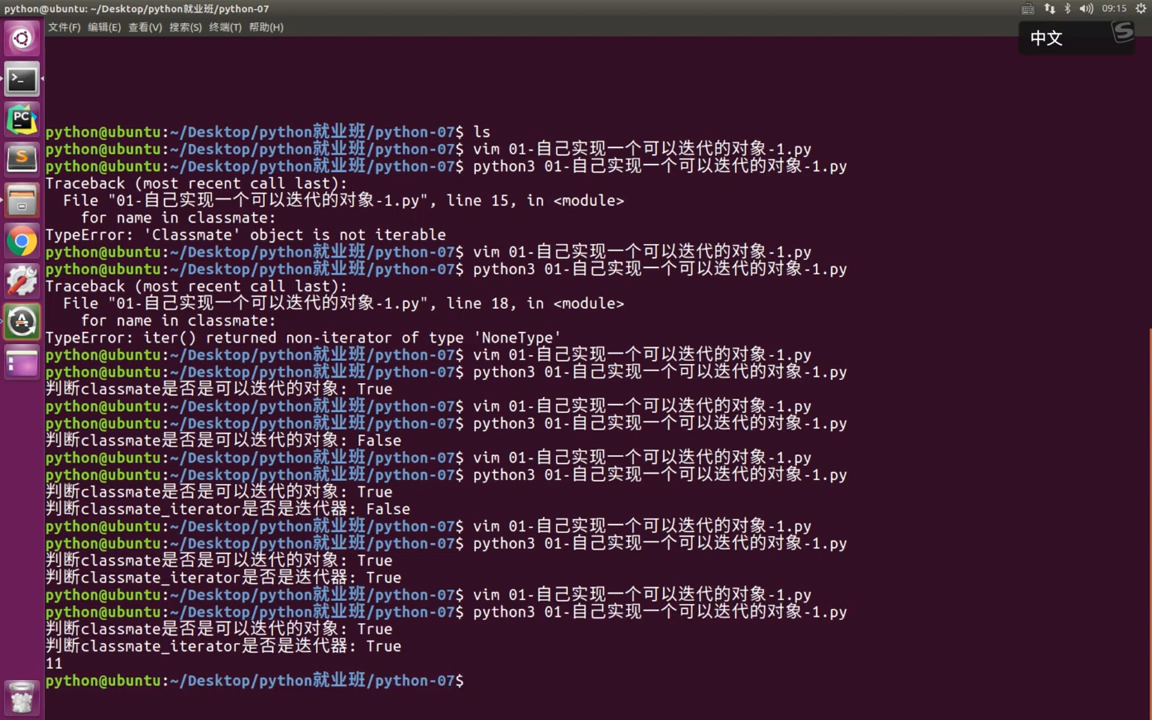 python@ubuntu: ~/Desktop/python就业班/python-07
09:15
文件(F) 编辑(E) 查看(V) 搜索(S) 终端(T) 帮助(H)
中文
python@ubuntu:~/Desktop/python就业班/python-07$ ls
python@ubuntu:~/Desktop/python就业班/python-07$ vim 01-自己实现一个可以迭代的对象-1.py
python@ubuntu:~/Desktop/python就业班/python-07$ python3 01-自己实现一个可以迭代的对象-1.py
Traceback (most recent call last):
  File "01-自己实现一个可以迭代的对象-1.py", line 15, in <module>
    for name in classmate:
TypeError: 'Classmate' object is not iterable
python@ubuntu:~/Desktop/python就业班/python-07$ vim 01-自己实现一个可以迭代的对象-1.py
python@ubuntu:~/Desktop/python就业班/python-07$ python3 01-自己实现一个可以迭代的对象-1.py
Traceback (most recent call last):
  File "01-自己实现一个可以迭代的对象-1.py", line 18, in <module>
    for name in classmate:
TypeError: iter() returned non-iterator of type 'NoneType'
python@ubuntu:~/Desktop/python就业班/python-07$ vim 01-自己实现一个可以迭代的对象-1.py
python@ubuntu:~/Desktop/python就业班/python-07$ python3 01-自己实现一个可以迭代的对象-1.py
判断classmate是否是可以迭代的对象: True
python@ubuntu:~/Desktop/python就业班/python-07$ vim 01-自己实现一个可以迭代的对象-1.py
python@ubuntu:~/Desktop/python就业班/python-07$ python3 01-自己实现一个可以迭代的对象-1.py
判断classmate是否是可以迭代的对象: False
python@ubuntu:~/Desktop/python就业班/python-07$ vim 01-自己实现一个可以迭代的对象-1.py
python@ubuntu:~/Desktop/python就业班/python-07$ python3 01-自己实现一个可以迭代的对象-1.py
判断classmate是否是可以迭代的对象: True
判断classmate_iterator是否是迭代器: False
python@ubuntu:~/Desktop/python就业班/python-07$ vim 01-自己实现一个可以迭代的对象-1.py
python@ubuntu:~/Desktop/python就业班/python-07$ python3 01-自己实现一个可以迭代的对象-1.py
判断classmate是否是可以迭代的对象: True
判断classmate_iterator是否是迭代器: True
python@ubuntu:~/Desktop/python就业班/python-07$ vim 01-自己实现一个可以迭代的对象-1.py
python@ubuntu:~/Desktop/python就业班/python-07$ python3 01-自己实现一个可以迭代的对象-1.py
判断classmate是否是可以迭代的对象: True
判断classmate_iterator是否是迭代器: True
11
python@ubuntu:~/Desktop/python就业班/python-07$